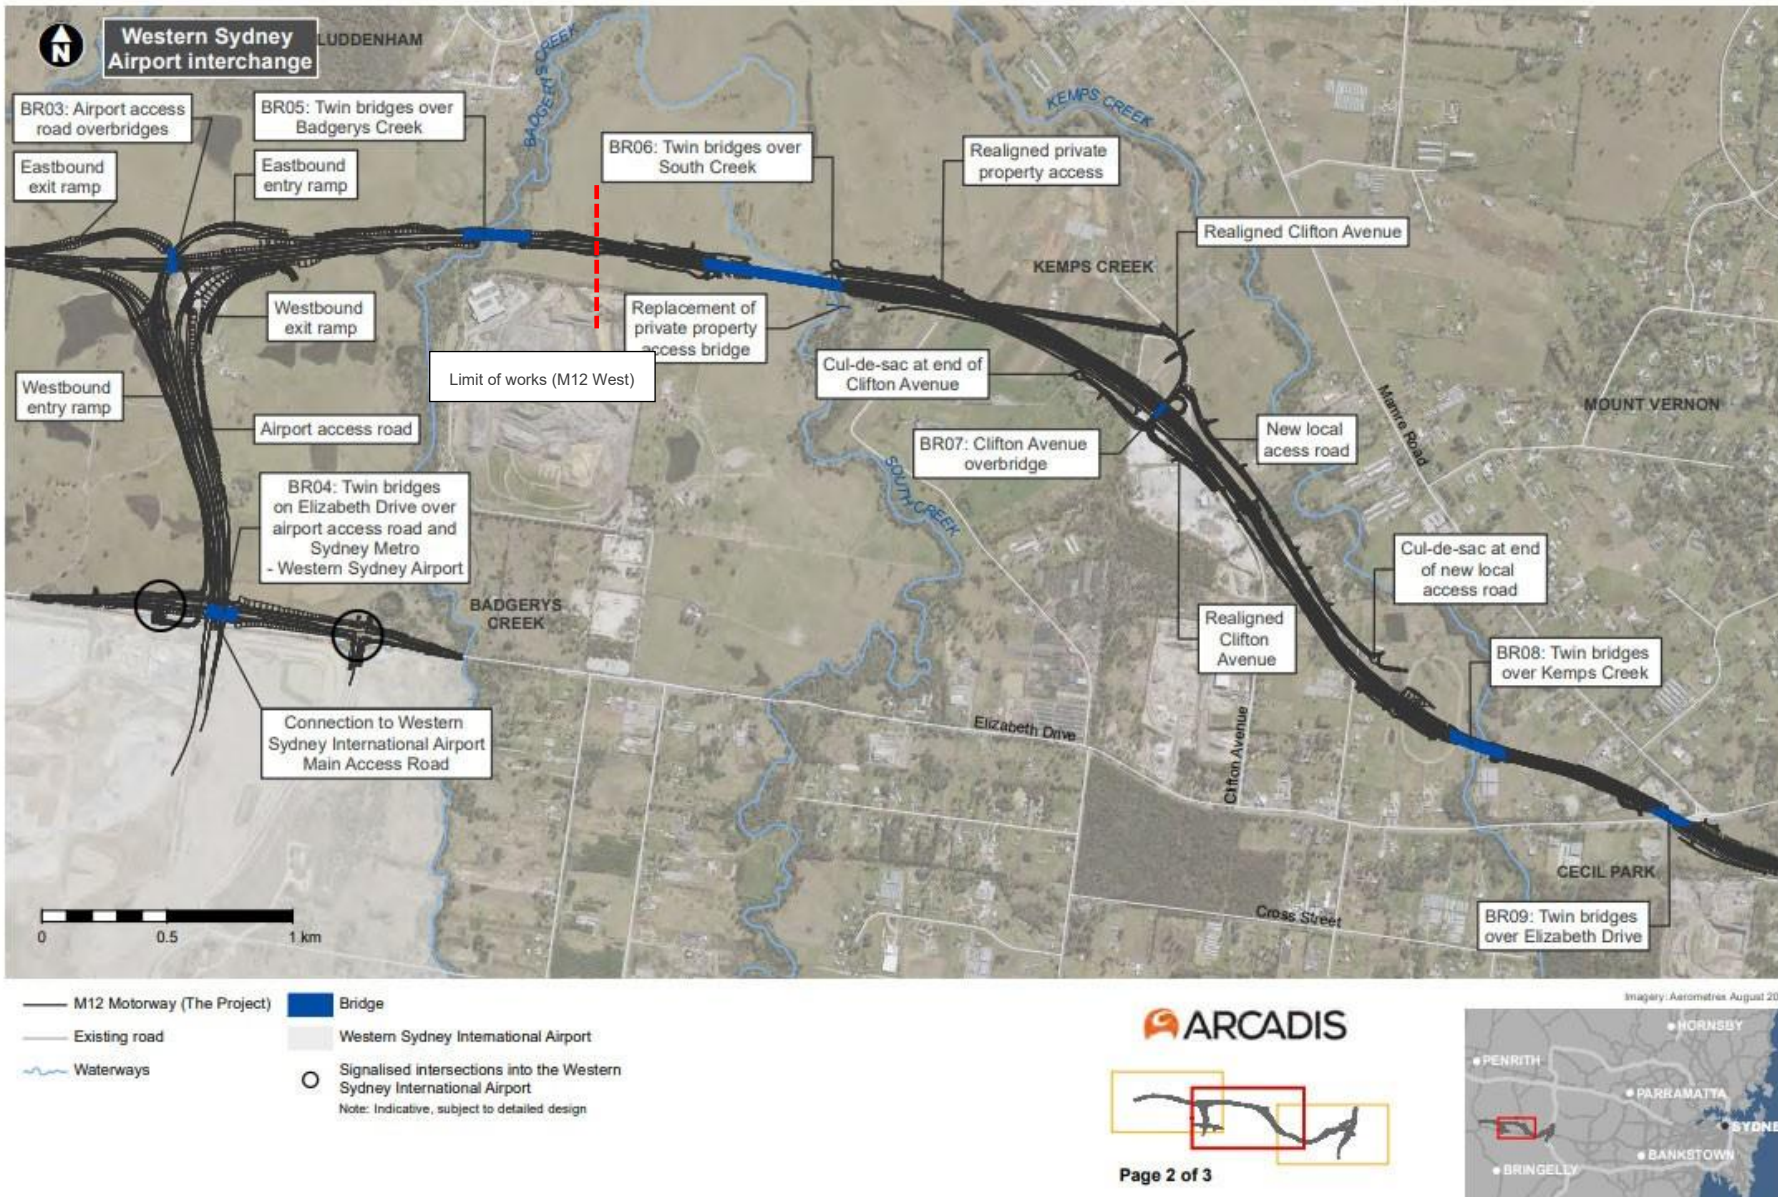 N
Western Sydney
Airport interchange
LUDDENHAM
BADGERYS CREEK
KEMPS CREEK
BR03: Airport access
road overbridges
BR05: Twin bridges over
Badgerys Creek
BR06: Twin bridges over
South Creek
Realigned private
property access
Eastbound
exit ramp
Eastbound
entry ramp
Realigned Clifton Avenue
KEMPS CREEK
Westbound
exit ramp
Replacement of
private property
access bridge
Limit of works (M12 West)
Cul-de-sac at end of
Clifton Avenue
Westbound
entry ramp
Airport access road
BR07: Clifton Avenue
overbridge
New local
acess road
Mamre Road
MOUNT VERNON
SOUTH CREEK
BR04: Twin bridges
on Elizabeth Drive over
airport access road and
Sydney Metro
- Western Sydney Airport
Cul-de-sac at end
of new local
access road
BADGERYS
CREEK
Realigned
Clifton
Avenue
BR08: Twin bridges
over Kemps Creek
Connection to Western
Sydney International Airport
Main Access Road
Elizabeth Drive
Clifton Avenue
CECIL PARK
Cross Street
BR09: Twin bridges
over Elizabeth Drive
0 0.5 1 km
M12 Motorway (The Project)
Existing road
Waterways
Bridge
Western Sydney International Airport
Signalised intersections into the Western
Sydney International Airport
Note: Indicative, subject to detailed design
ARCADIS
Page 2 of 3
Imagery: Aerometrex August 20
HORNSBY
PENRITH
PARRAMATTA
SYDNE
BANKSTOWN
BRINGELLY